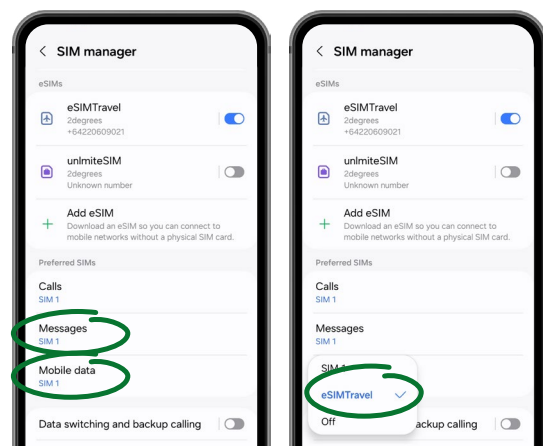 SIM manager
eSIMs
eSIMTravel
2degrees
+64220609021
unlmiteSIM
2degrees
Unknown number
Add eSIM
Download an eSIM so you can connect to
mobile networks without a physical SIM card.
Preferred SIMs
Calls
SIM 1
Messages
SIM 1
Mobile data
SIM 1
Data switching and backup calling
SIM manager
eSIMs
eSIMTravel
2degrees
+64220609021
unlmiteSIM
2degrees
Unknown number
Add eSIM
Download an eSIM so you can connect to
mobile networks without a physical SIM card.
Preferred SIMs
Calls
SIM 1
Messages
SIM 1
SIM 1
eSIMTravel
Off
ackup calling